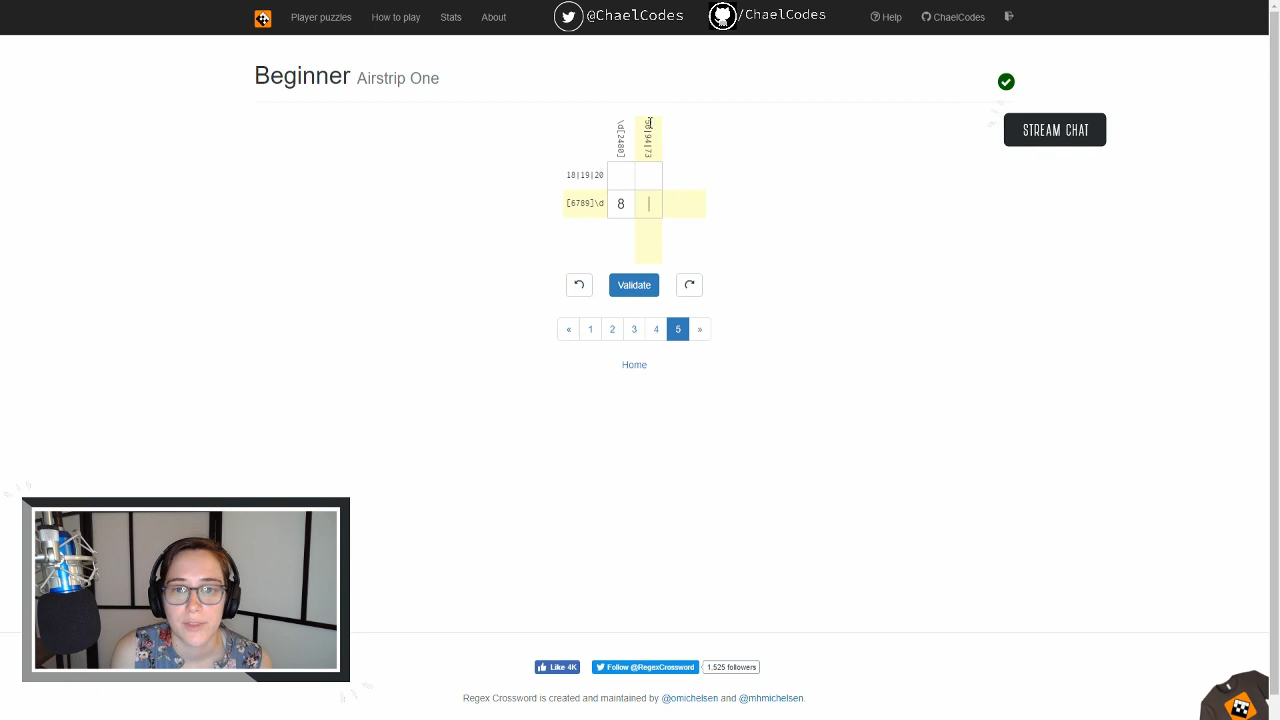 Player puzzles How to play Stats About @ChaelCodes /ChaelCodes Help ChaelCodes
Beginner Airstrip One
STREAM CHAT
\d[2480]
|94|73
18|19|20
[6789]\d 8
Validate
« 1 2 3 4 5 »
Home
Like 4K Follow @RegexCrossword 1,525 followers
Regex Crossword is created and maintained by @omichelsen and @mhmichelsen.